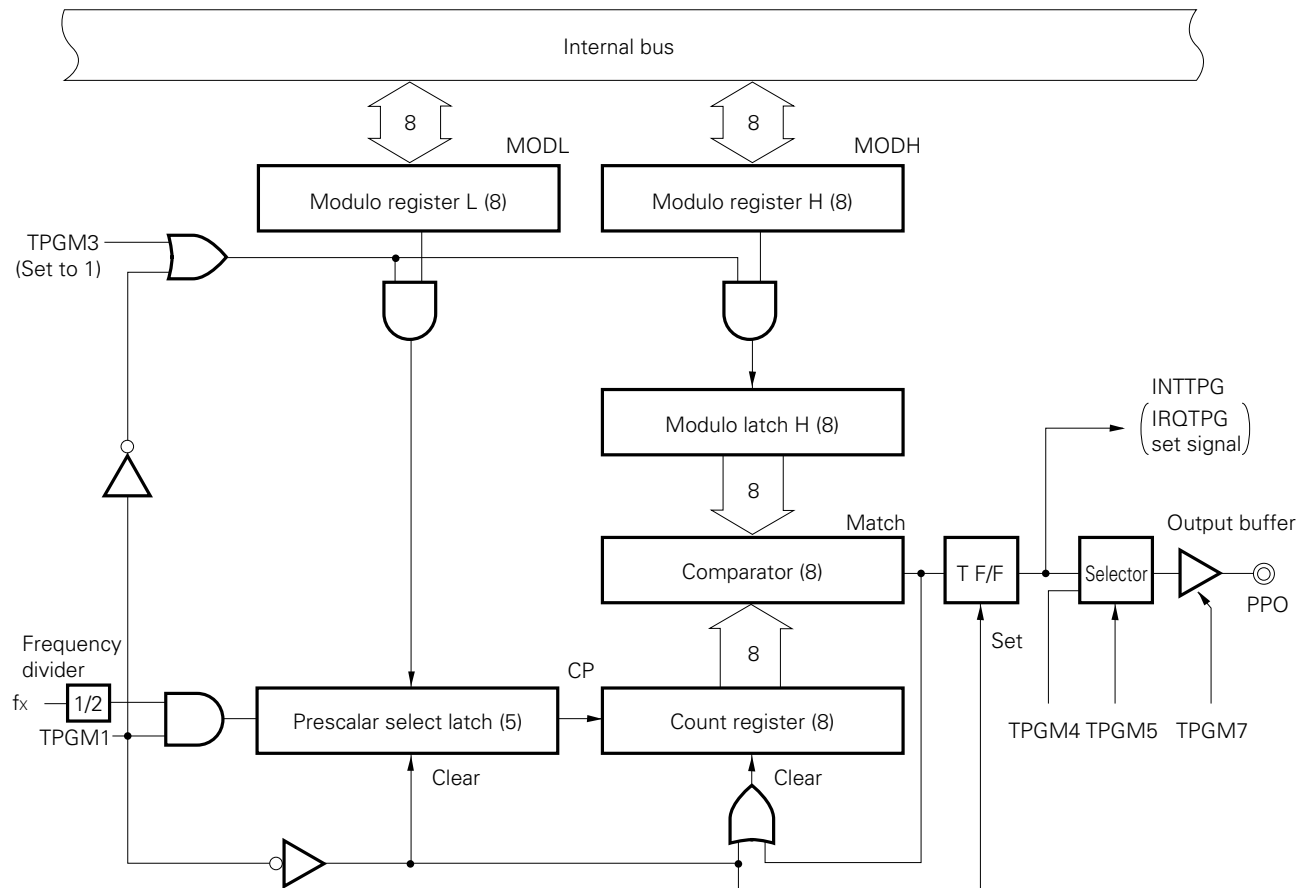 Internal bus
8
8
MODL
MODH
Modulo register L (8)
Modulo register H (8)
TPGM3
(Set to 1)
Modulo latch H (8)
INTTPG
IRQTPG
set signal
8
Match
Output buffer
Comparator (8)
T F/F
Selector
PPO
Set
8
Frequency
divider
CP
fX
1/2
Prescalar select latch (5)
Count register (8)
TPGM1
TPGM4
TPGM5
TPGM7
Clear
Clear